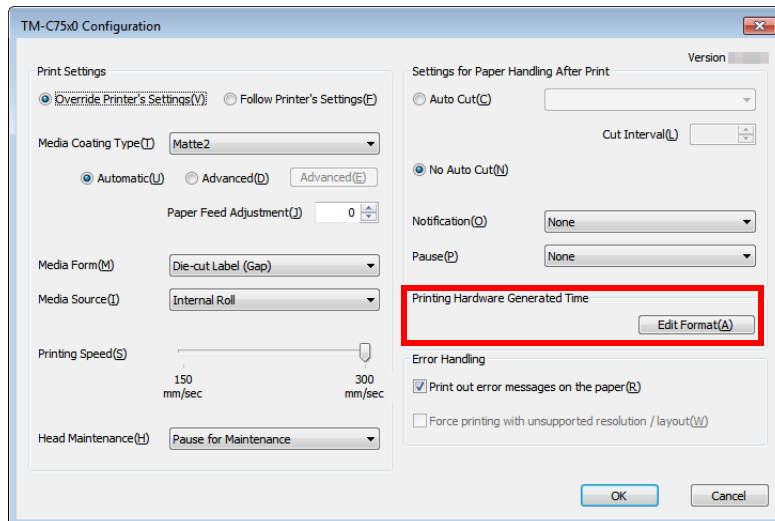 TM-C75x0 Configuration
Version
Print Settings
Override Printer's Settings(V) Follow Printer's Settings(F)
Media Coating Type(T) Matte2
Automatic(U) Advanced(D) Advanced(E)
Paper Feed Adjustment(J) 0
Media Form(M) Die-cut Label (Gap)
Media Source(I) Internal Roll
Printing Speed(S)
150 300
mm/sec mm/sec
Head Maintenance(H) Pause for Maintenance
Settings for Paper Handling After Print
Auto Cut(C)
Cut Interval(L)
No Auto Cut(N)
Notification(O) None
Pause(P) None
Printing Hardware Generated Time
Edit Format(A)
Error Handling
Print out error messages on the paper(R)
Force printing with unsupported resolution / layout(W)
OK Cancel